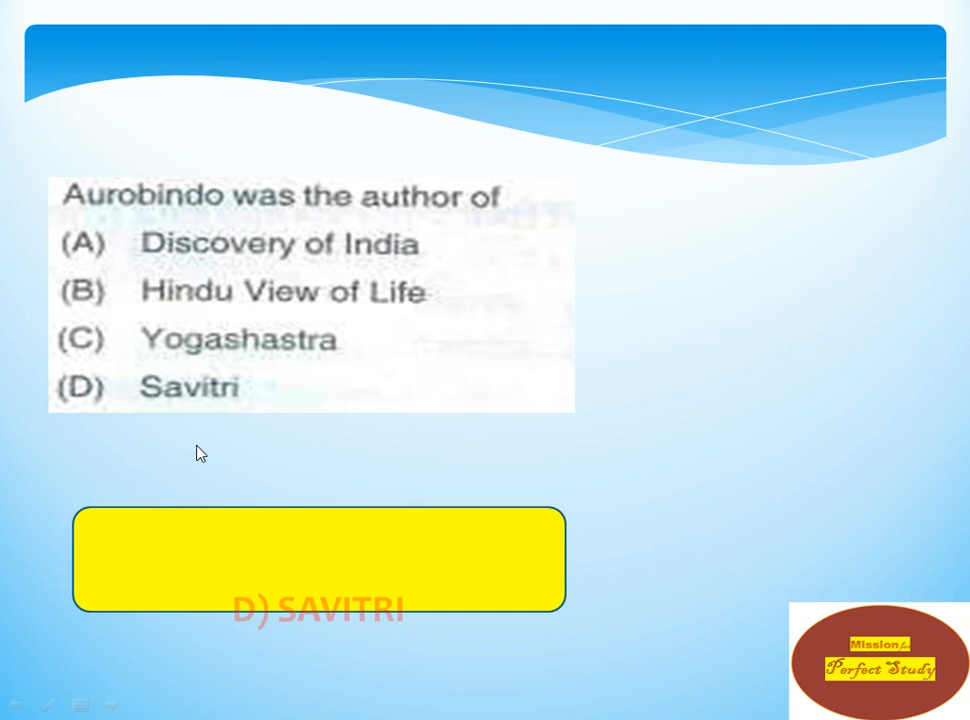 Aurobindo was the author of
(A) Discovery of India
(B) Hindu View of Life
(C) Yogashastra
(D) Savitri
D) SAVITRI
Mission for
Perfect Study